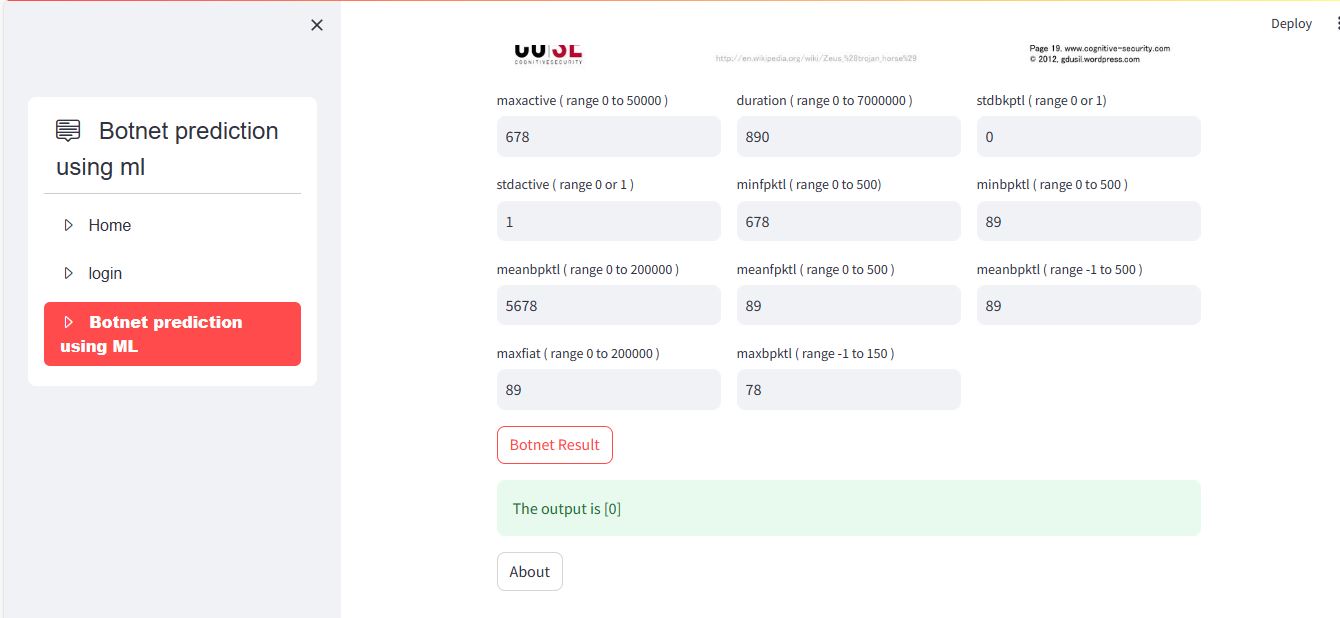 Deploy
Botnet prediction
using ml
Home
login
Botnet prediction
using ML
COGNITIVESECURITY
http://en.wikipedia.org/wiki/Zeus_%28trojan_horse%29
Page 19. www.cognitive-security.com
© 2012, gdusil.wordpress.com
maxactive ( range 0 to 50000 )
678
duration ( range 0 to 7000000 )
890
stdbkptl ( range 0 or 1)
0
stdactive ( range 0 or 1 )
1
minfpktl ( range 0 to 500)
678
minbpktl ( range 0 to 500 )
89
meanbpktl ( range 0 to 200000 )
5678
meanfpktl ( range 0 to 500 )
89
meanbpktl ( range -1 to 500 )
89
maxfiat ( range 0 to 200000 )
89
maxbpktl ( range -1 to 150 )
78
Botnet Result
The output is [0]
About